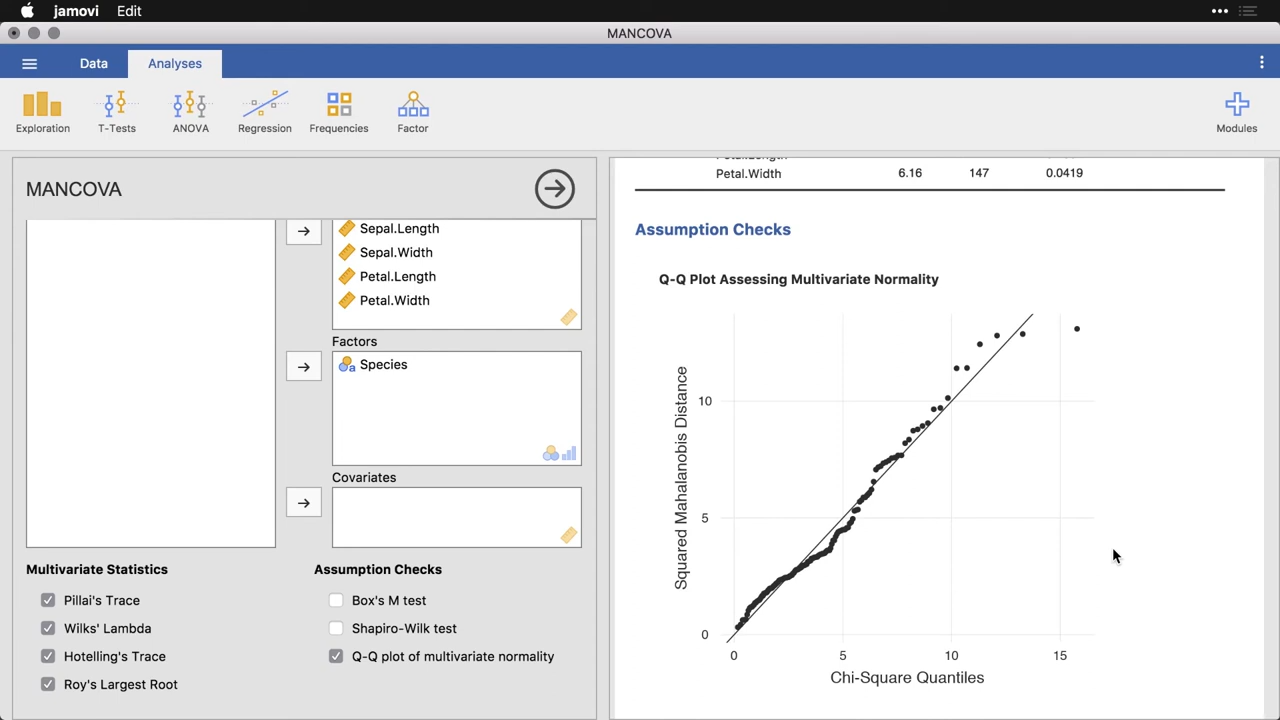 jamovi Edit
MANCOVA
Data Analyses
Exploration T-Tests ANOVA Regression Frequencies Factor Modules
MANCOVA
Sepal.Length
Sepal.Width
Petal.Length
Petal.Width
Factors
Species
a
Covariates
Multivariate Statistics
Pillai's Trace
Wilks' Lambda
Hotelling's Trace
Roy's Largest Root
Assumption Checks
Box's M test
Shapiro-Wilk test
Q-Q plot of multivariate normality
Petal.Length
Petal.Width 6.16 147 0.0419
Assumption Checks
Q-Q Plot Assessing Multivariate Normality
Squared Mahalanobis Distance
10
5
0
0 5 10 15
Chi-Square Quantiles